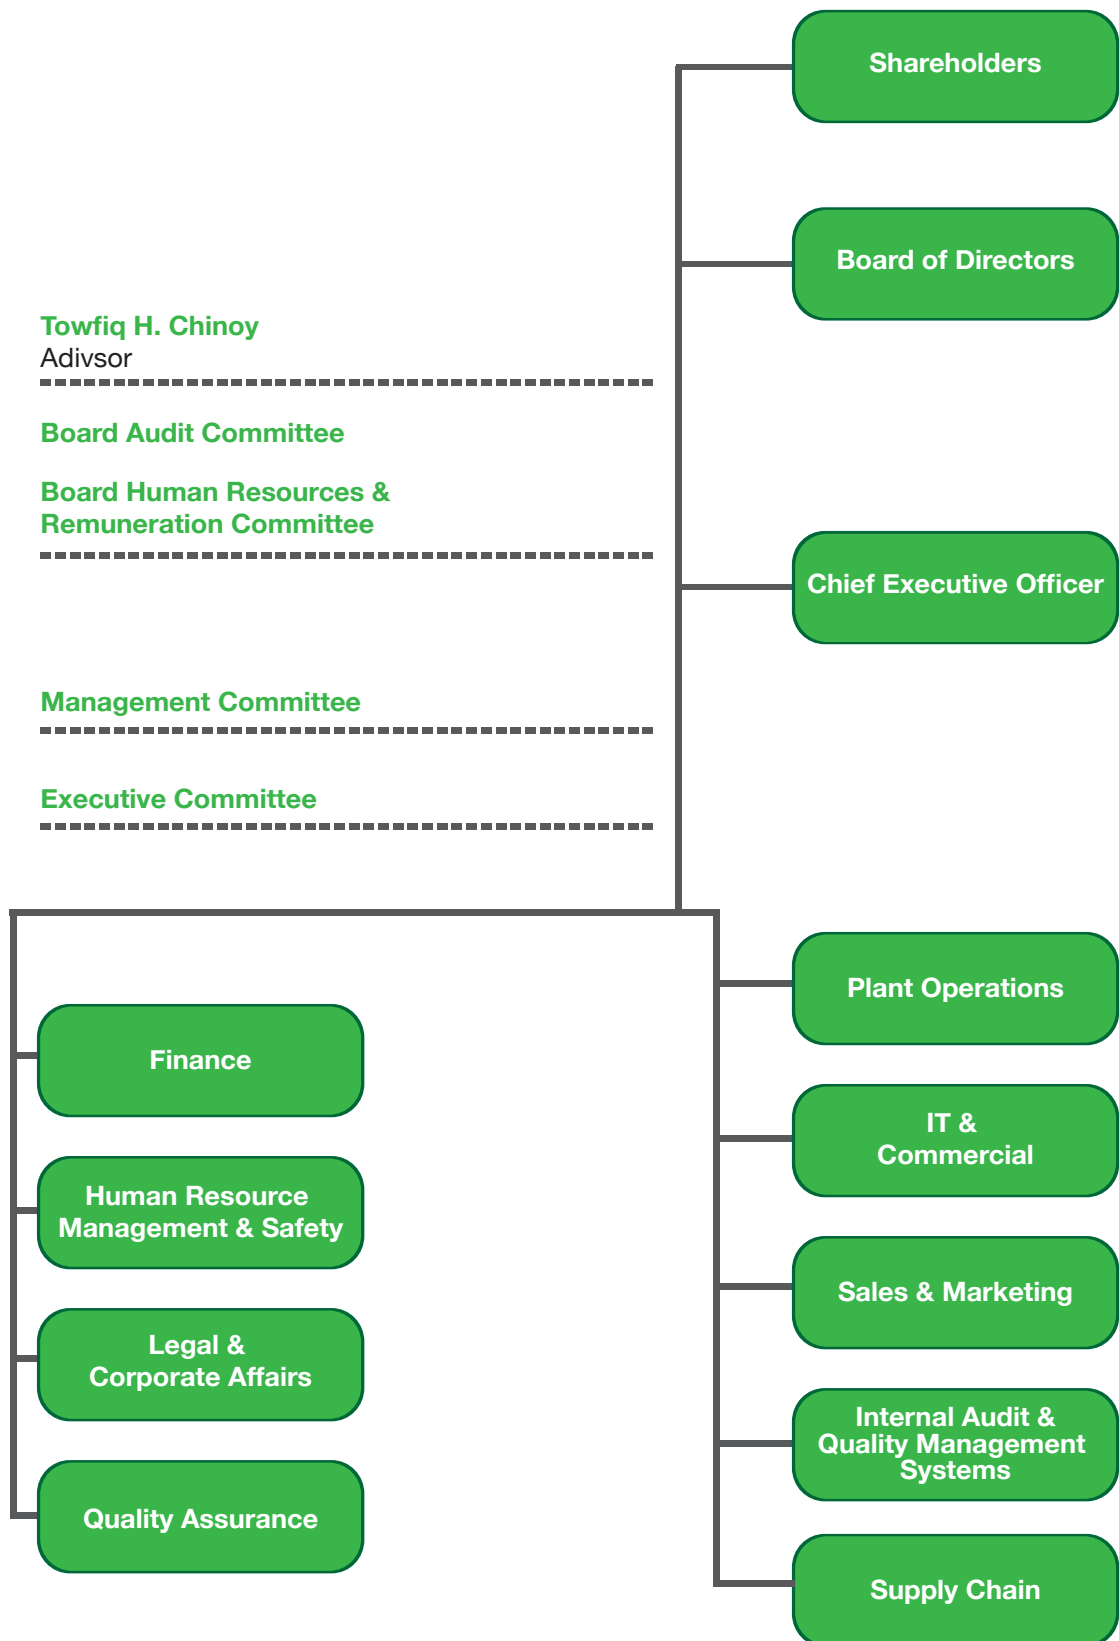 Shareholders
Board of Directors
Towfiq H. Chinoy
Adivsor
Board Audit Committee
Board Human Resources &
Remuneration Committee
Chief Executive Officer
Management Committee
Executive Committee
Finance
Human Resource
Management & Safety
Legal &
Corporate Affairs
Quality Assurance
Plant Operations
IT &
Commercial
Sales & Marketing
Internal Audit &
Quality Management
Systems
Supply Chain